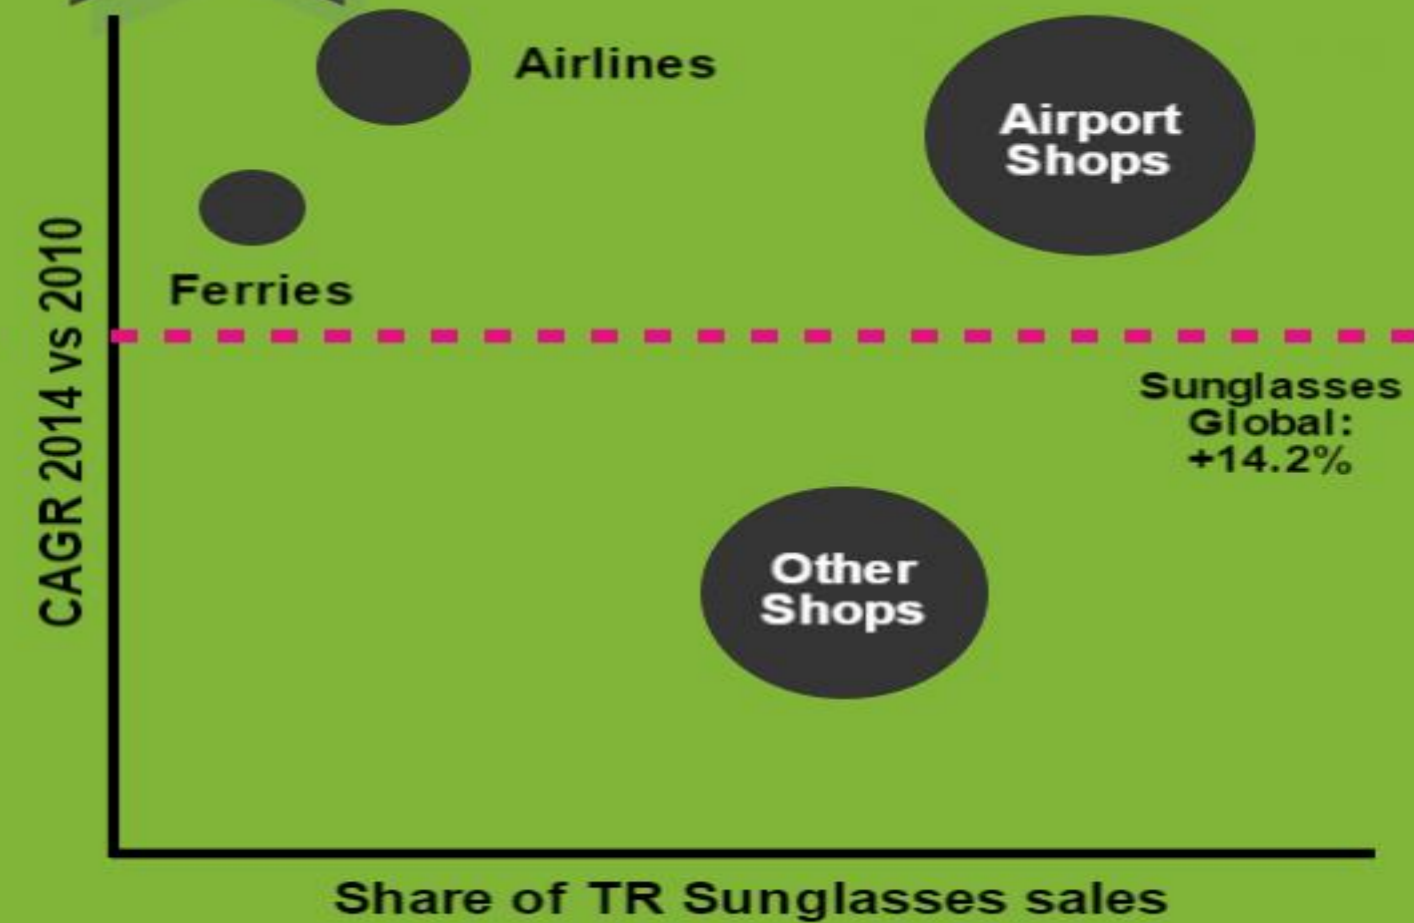 Airlines
Airport
Shops
Ferries
CAGR 2014 vs 2010
Sunglasses
Global:
+14.2%
Other
Shops
Share of TR Sunglasses sales